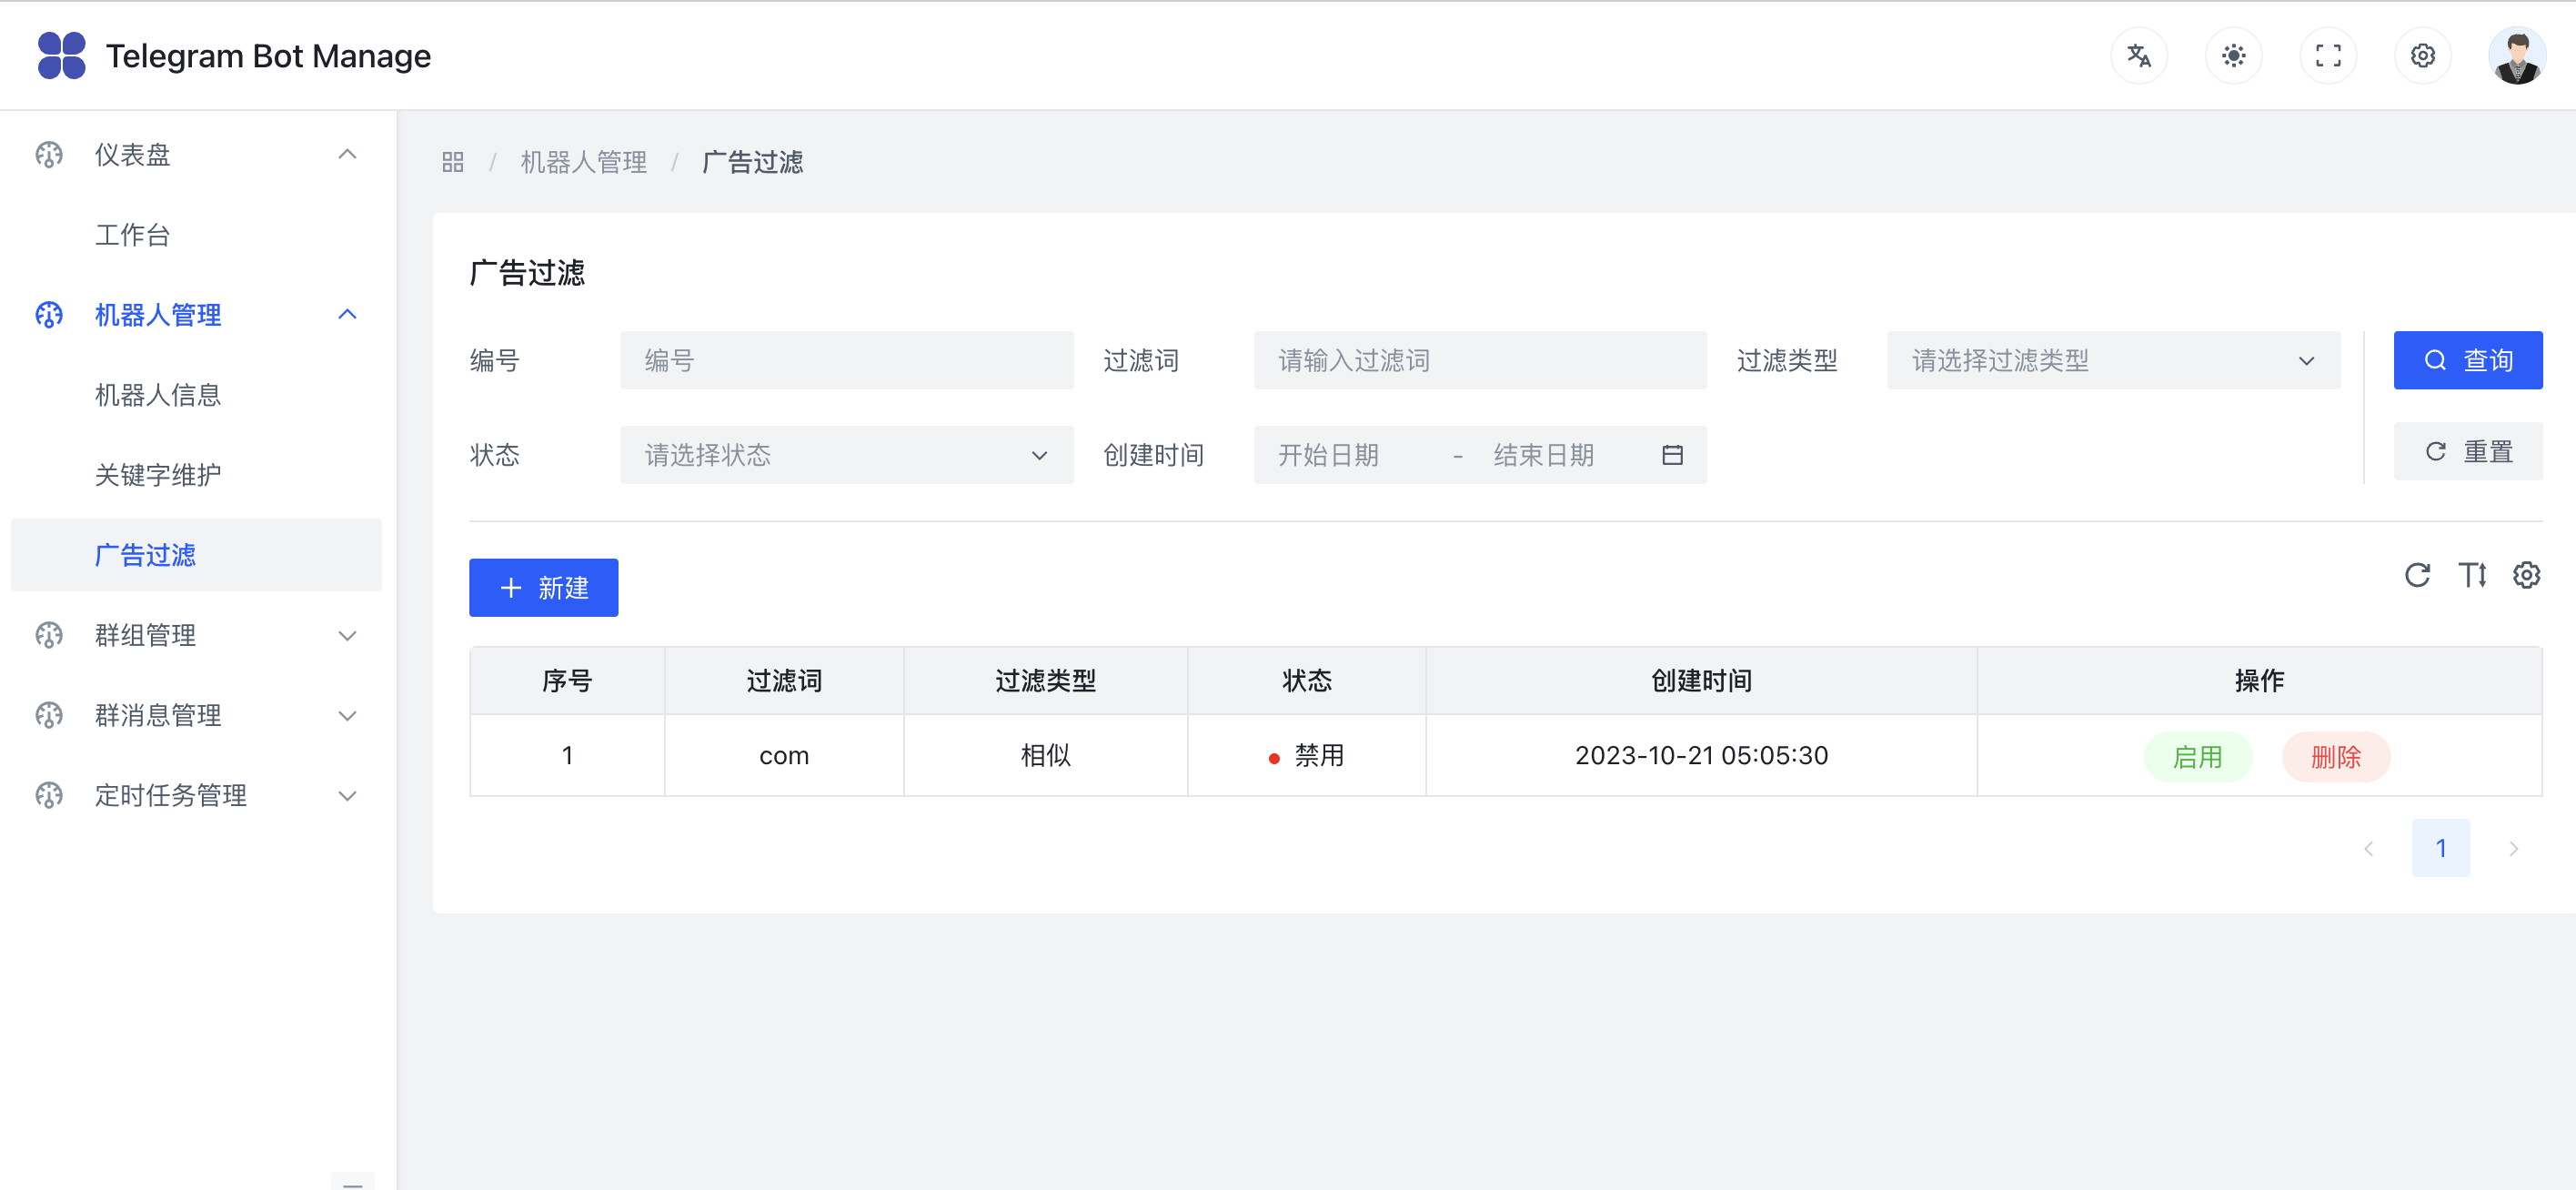 Telegram Bot Manage
仪表盘
工作台
机器人管理
机器人信息
关键字维护
广告过滤
群组管理
群消息管理
定时任务管理
/ 机器人管理 / 广告过滤
广告过滤
编号 编号 过滤词 请输入过滤词 过滤类型 请选择过滤类型 查询
状态 请选择状态 创建时间 开始日期 - 结束日期 重置
新建
序号 过滤词 过滤类型 状态 创建时间 操作
1 com 相似 禁用 2023-10-21 05:05:30 启用 删除
1